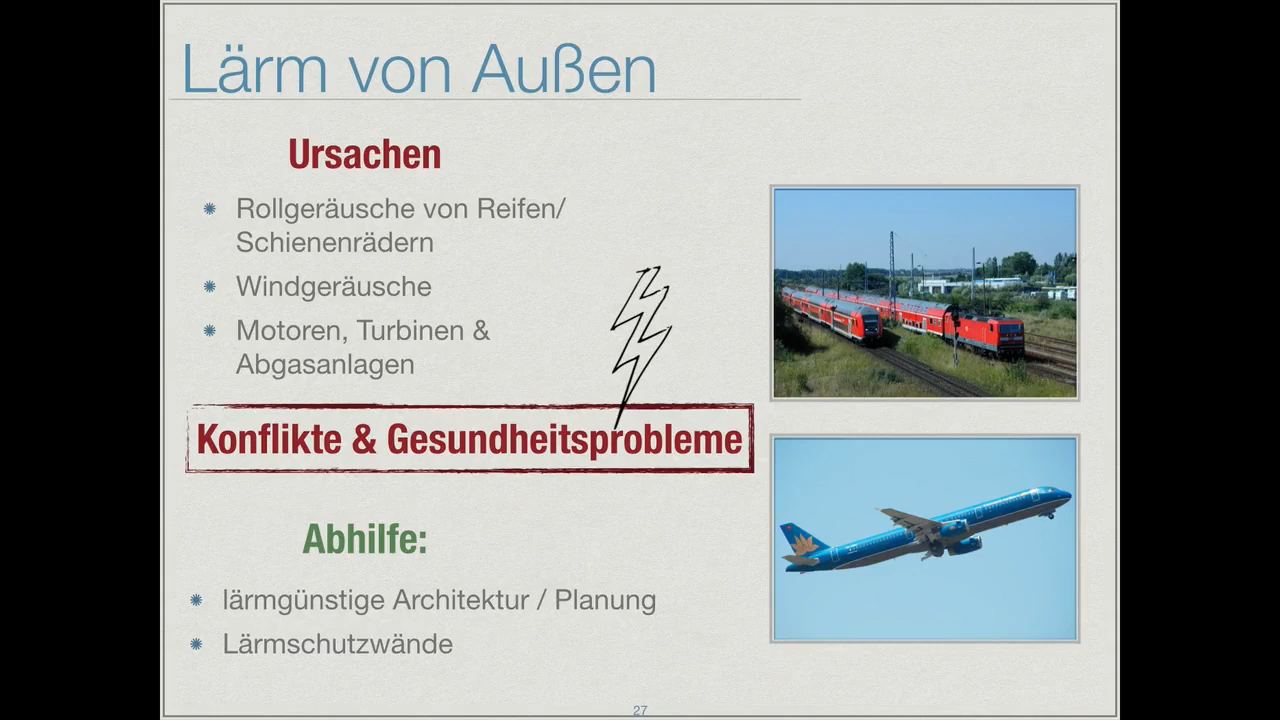 Lärm von Außen
Ursachen
Rollgeräusche von Reifen/
Schienenrädern
Windgeräusche
Motoren, Turbinen &
Abgasanlagen
Konflikte & Gesundheitsprobleme
Abhilfe:
lärmgünstige Architektur / Planung
Lärmschutzwände
27